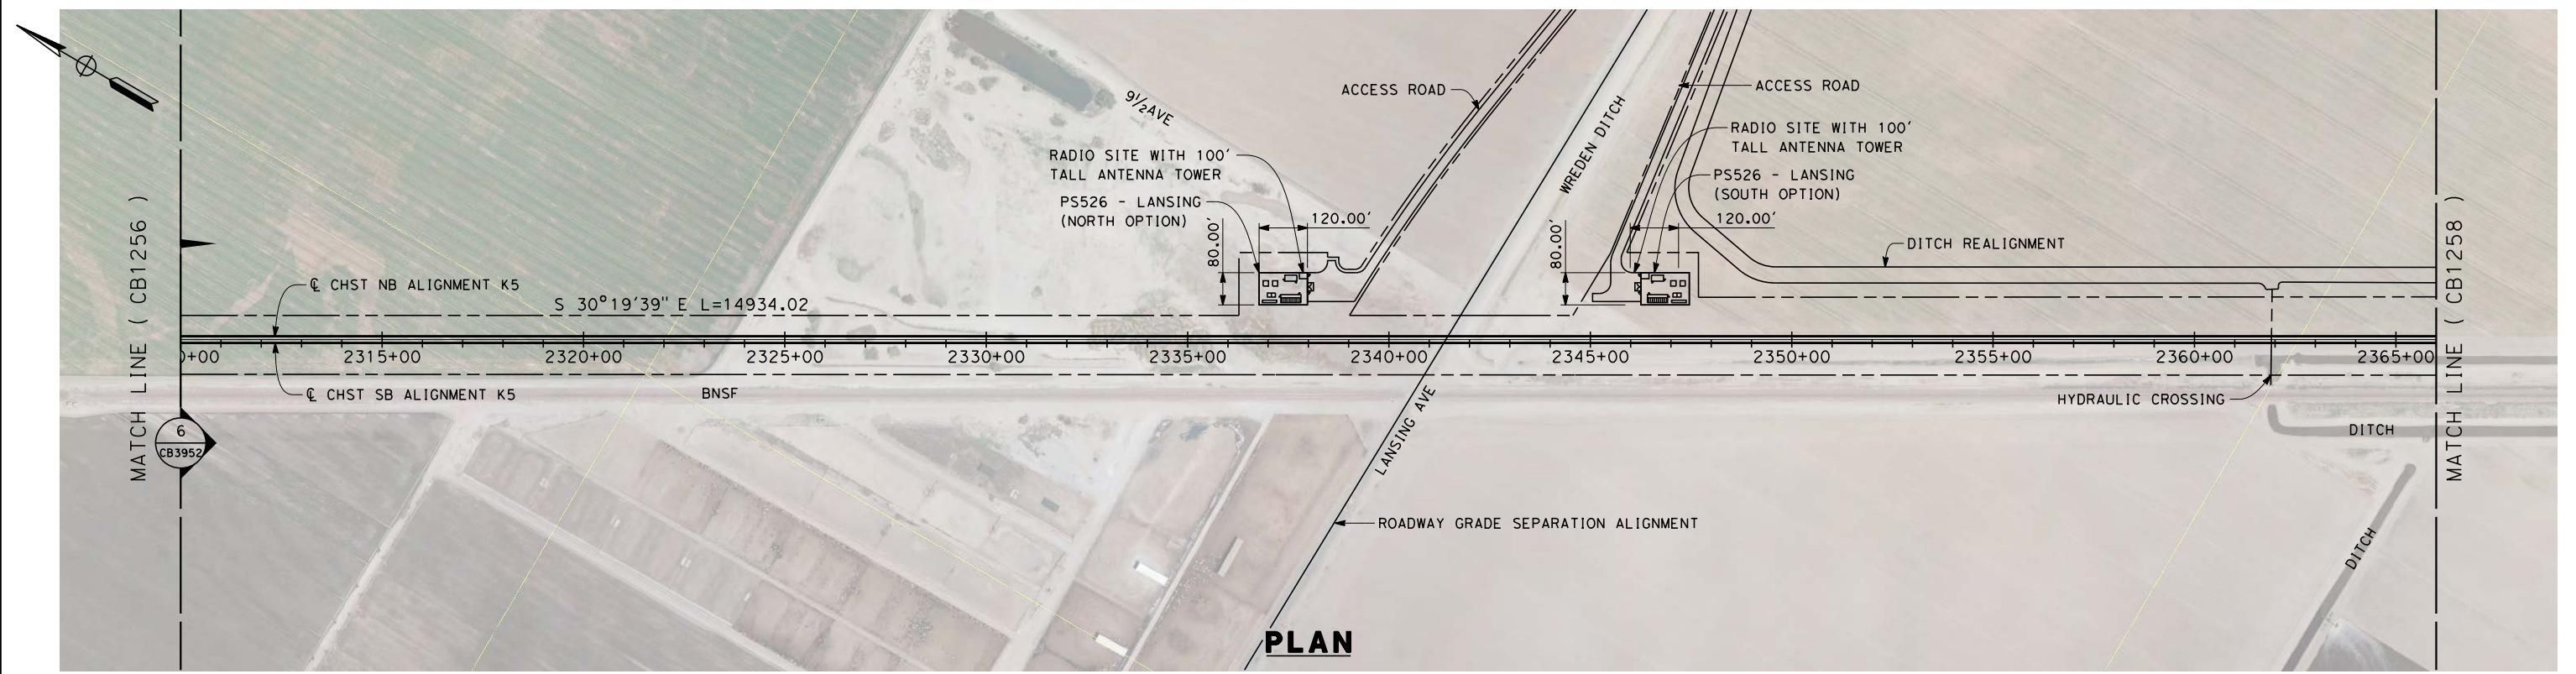 MATCH LINE ( CB1256 )
9½AVE
ACCESS ROAD
WREDEN DITCH
ACCESS ROAD
RADIO SITE WITH 100'
TALL ANTENNA TOWER
PS526 - LANSING
(NORTH OPTION)
80.00'
120.00'
RADIO SITE WITH 100'
TALL ANTENNA TOWER
PS526 - LANSING
(SOUTH OPTION)
80.00'
120.00'
DITCH REALIGNMENT
℄ CHST NB ALIGNMENT K5
S 30°19'39" E L=14934.02
0+00
2315+00
2320+00
2325+00
2330+00
2335+00
2340+00
2345+00
2350+00
2355+00
2360+00
2365+00
℄ CHST SB ALIGNMENT K5
BNSF
LANSING AVE
HYDRAULIC CROSSING
DITCH
MATCH LINE ( CB1258 )
6
CB3952
ROADWAY GRADE SEPARATION ALIGNMENT
DITCH
PLAN